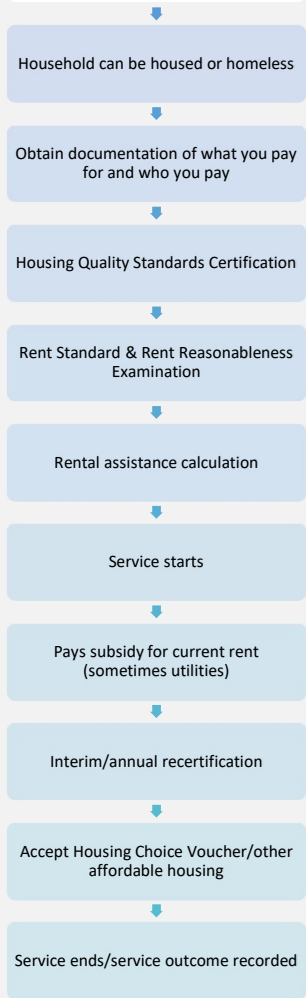 Household can be housed or homeless
Obtain documentation of what you pay
for and who you pay
Housing Quality Standards Certification
Rent Standard & Rent Reasonableness
Examination
Rental assistance calculation
Service starts
Pays subsidy for current rent
(sometimes utilities)
Interim/annual recertification
Accept Housing Choice Voucher/other
affordable housing
Service ends/service outcome recorded